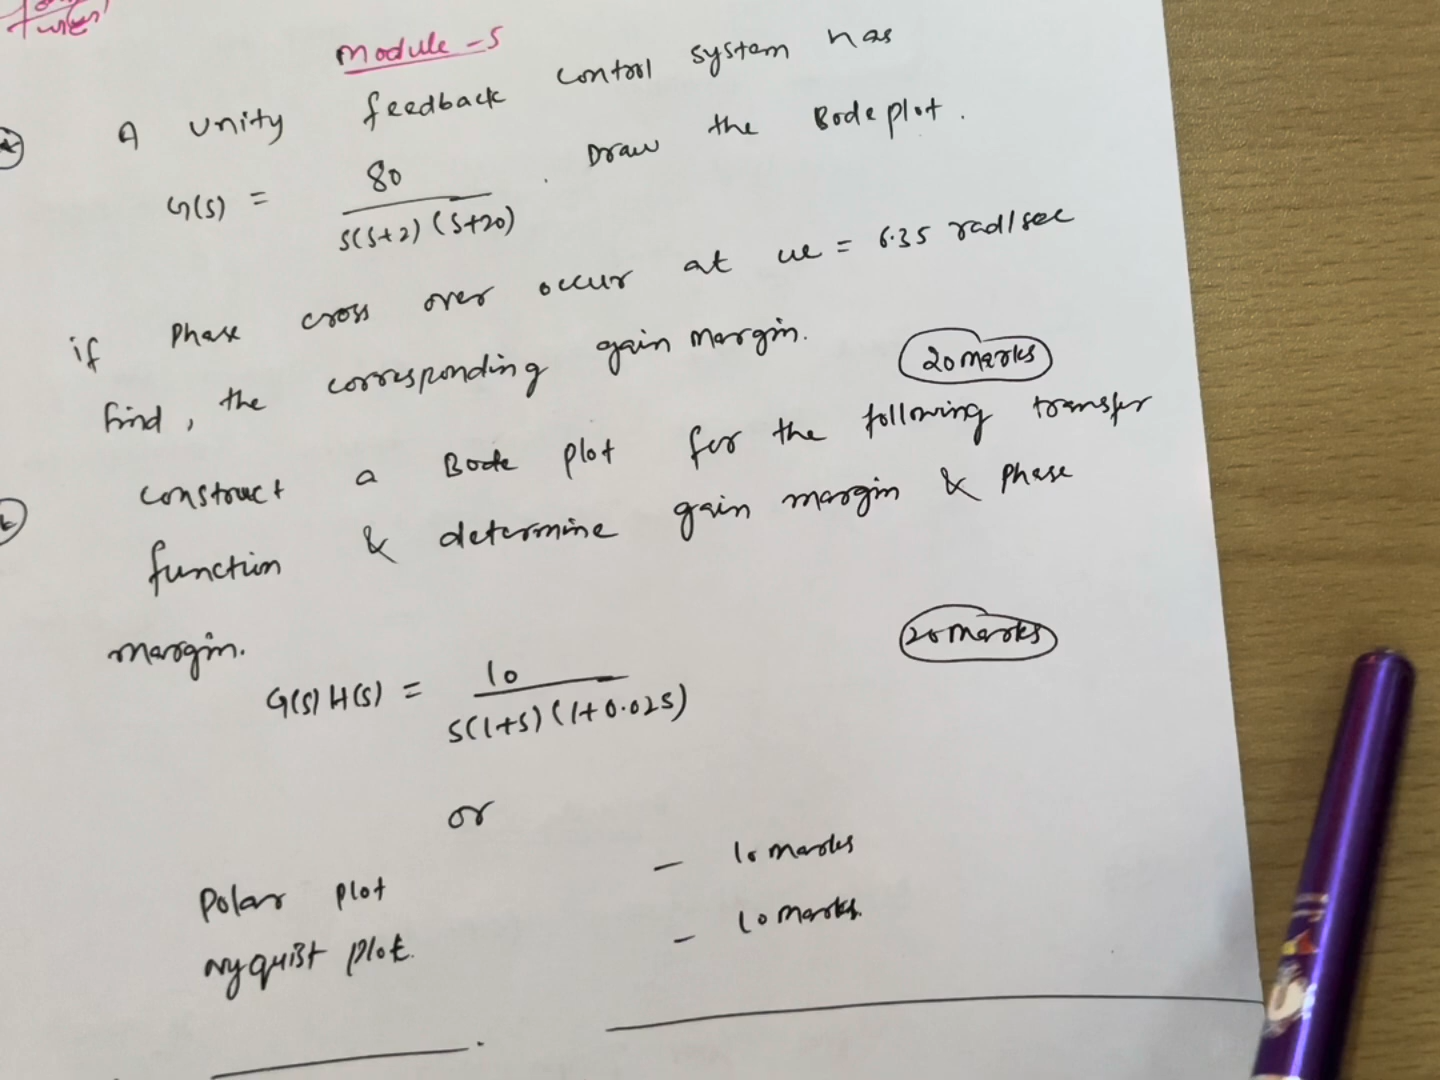 Module - 5
A unity feedback control system has
G(s) = 80 / s(s+2)(s+20) . Draw the Bode plot.
if Phase cross over occur at ωc = 6.35 rad/sec
find, the corresponding gain margin.
20 marks
construct a Bode plot for the following transfer
function & determine gain margin & phase
margin.
20 marks
G(s) H(s) = 10 / s(1+s)(1+0.02s)
or
Polar plot – 10 marks
nyquist plot. – 10 marks.